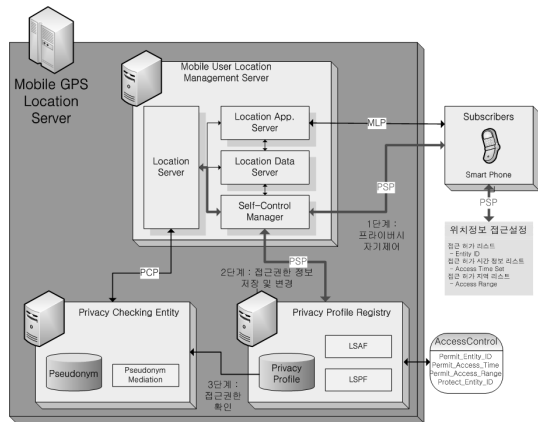 Mobile GPS
Location
Server
Mobile User Location
Management Server
Location
Server
Location App.
Server
Location Data
Server
Self-Control
Manager
MLP
PSP
Subscribers
Smart Phone
PSP
위치정보 접근설정
접근 허가 리스트
- Entity ID
접근 허가 시간 정보 리스트
- Access Time Set
접근 허가 지역 리스트
- Access Range
1단계 :
프라이버시
자기제어
PCP
PSP
2단계 : 접근권한 정보
저장 및 변경
Privacy Checking Entity
Pseudonym
Pseudonym
Mediation
3단계 :
접근권한
확인
Privacy Profile Registry
Privacy
Profile
LSAF
LSPF
AccessControl
Permit_Entity_ID
Permit_Access_Time
Permit_Access_Range
Protect_Entity_ID